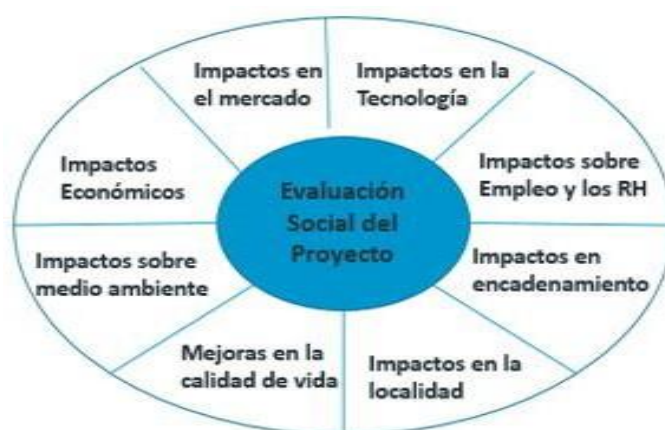 Impactos en
el mercado
Impactos en la
Tecnología
Impactos
Económicos
Evaluación
Social del
Proyecto
Impactos sobre
Empleo y los RH
Impactos sobre
medio ambiente
Impactos en
encadenamiento
Mejoras en la
calidad de vida
Impactos en la
localidad